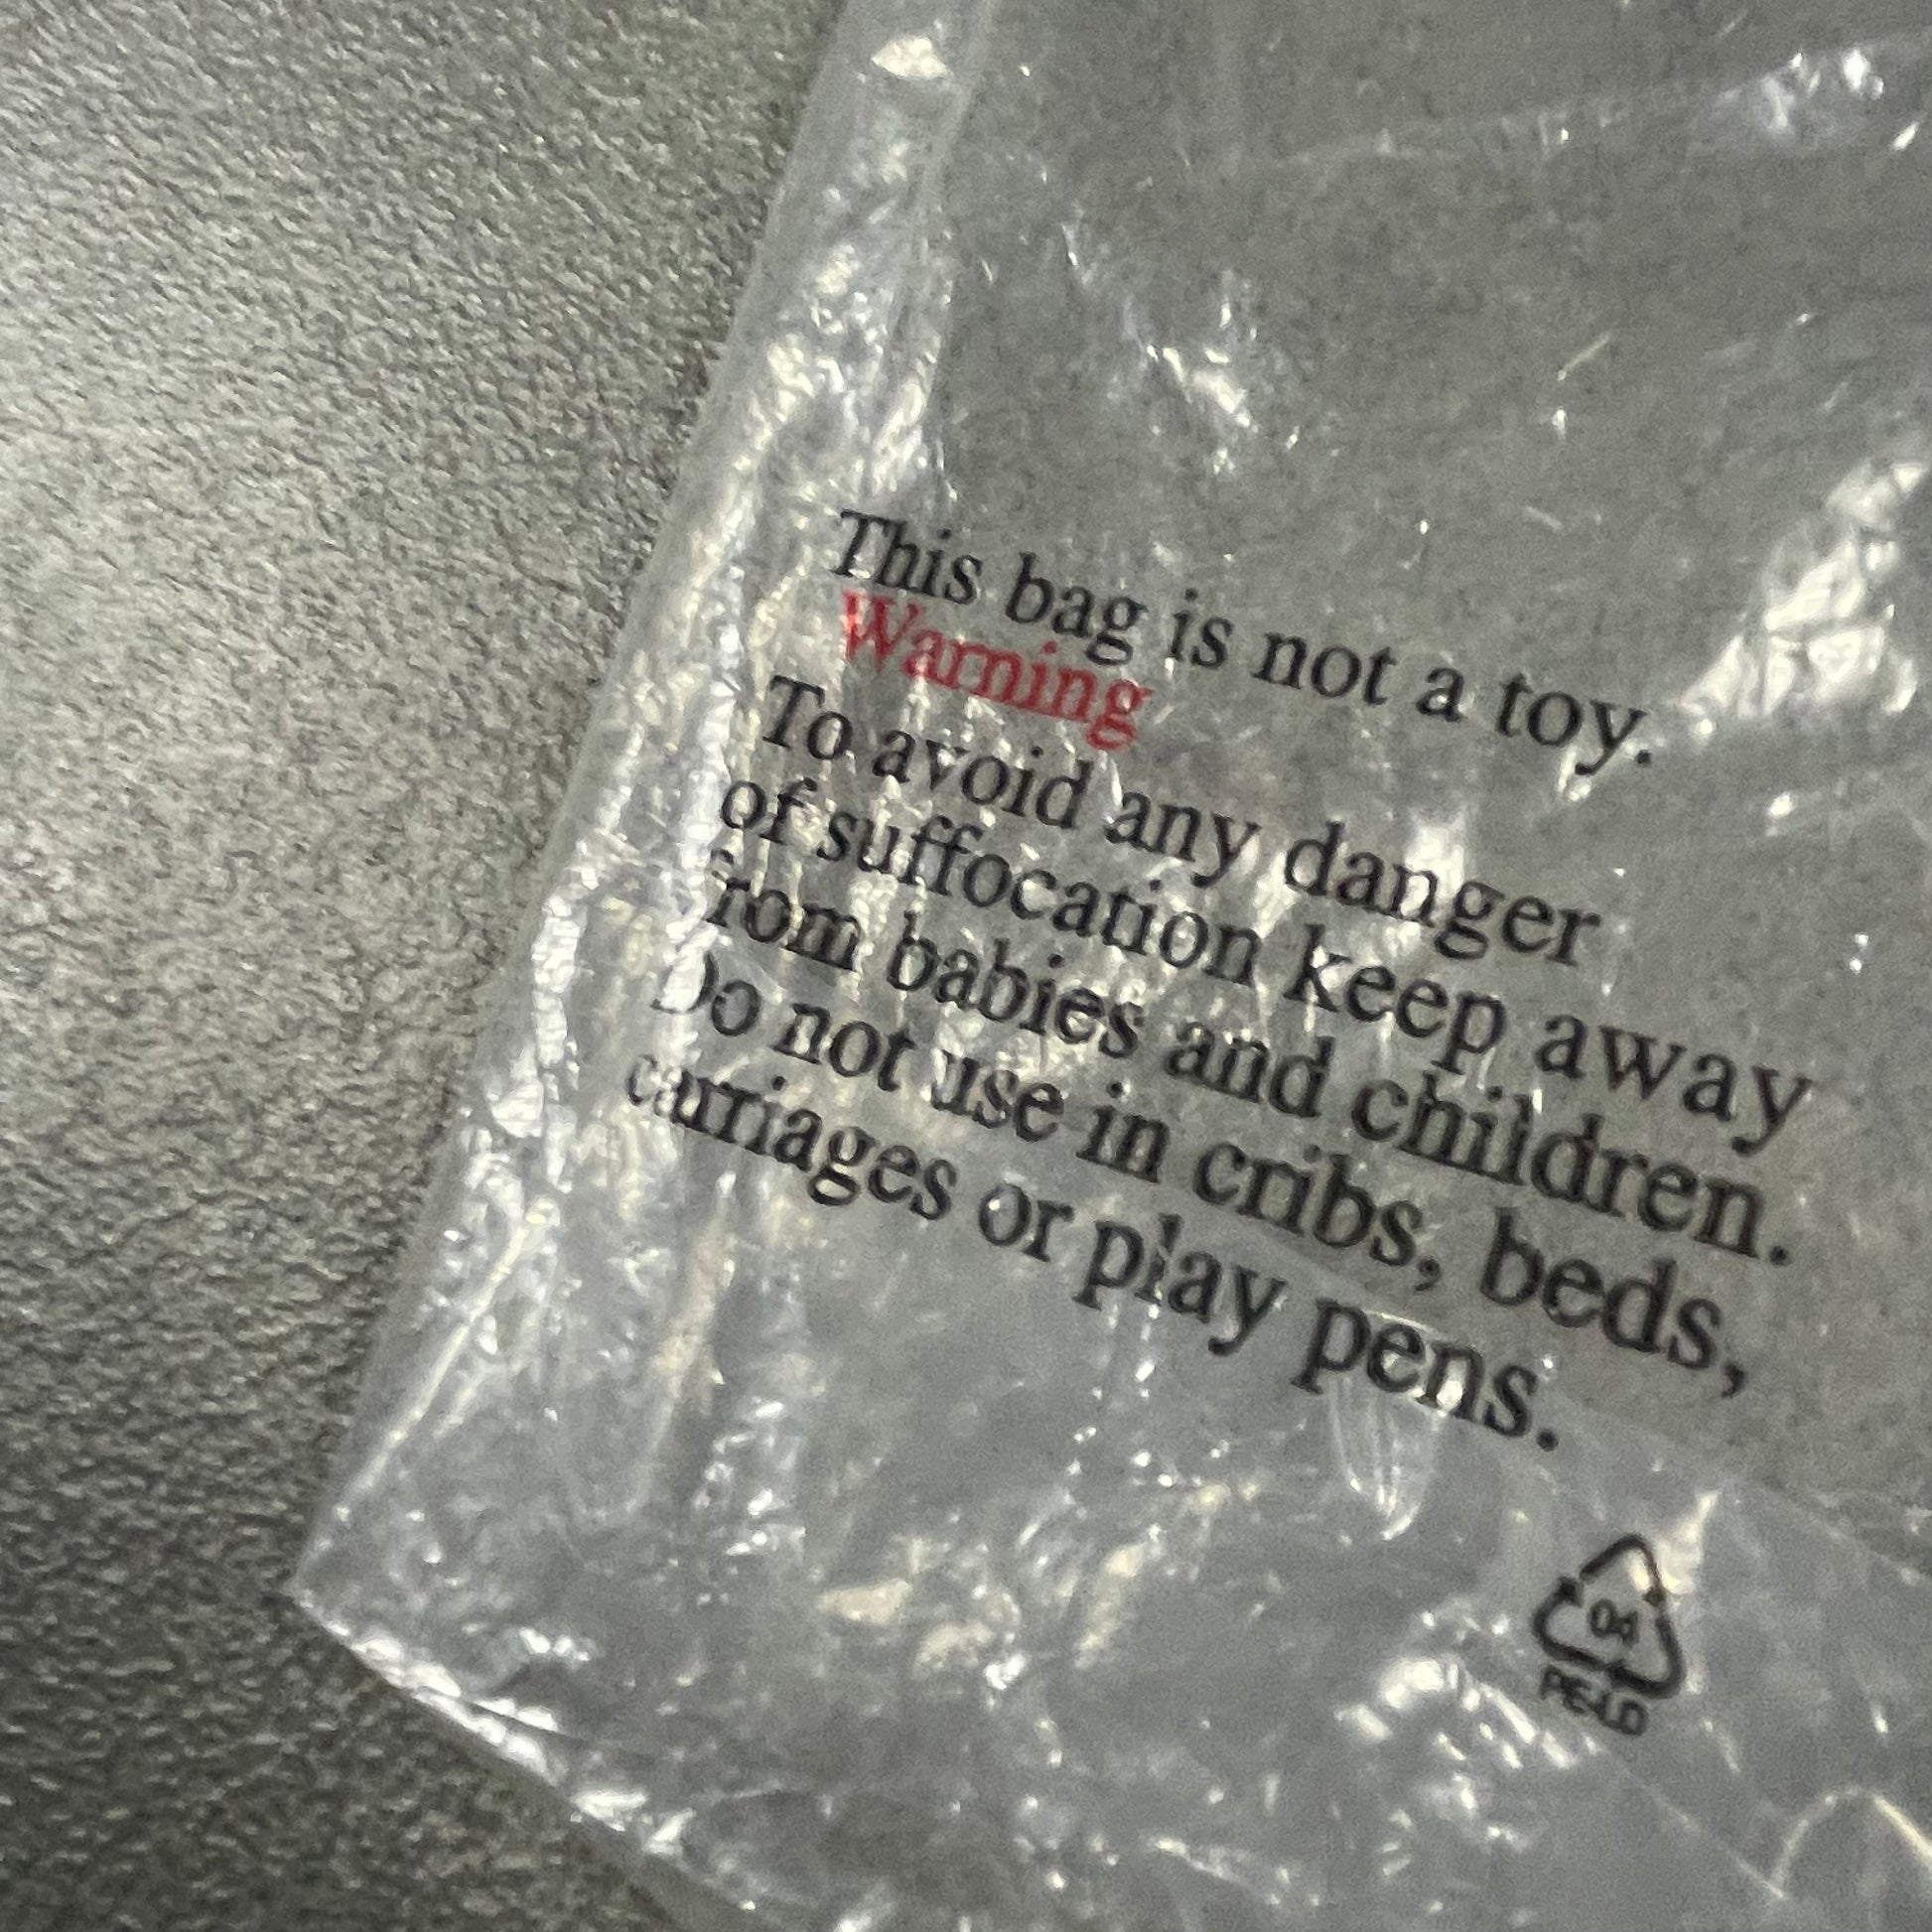 This bag is not a toy.
Warning
To avoid any danger
of suffocation keep away
from babies and children.
Do not use in cribs, beds,
carriages or play pens.
04
PE-LD